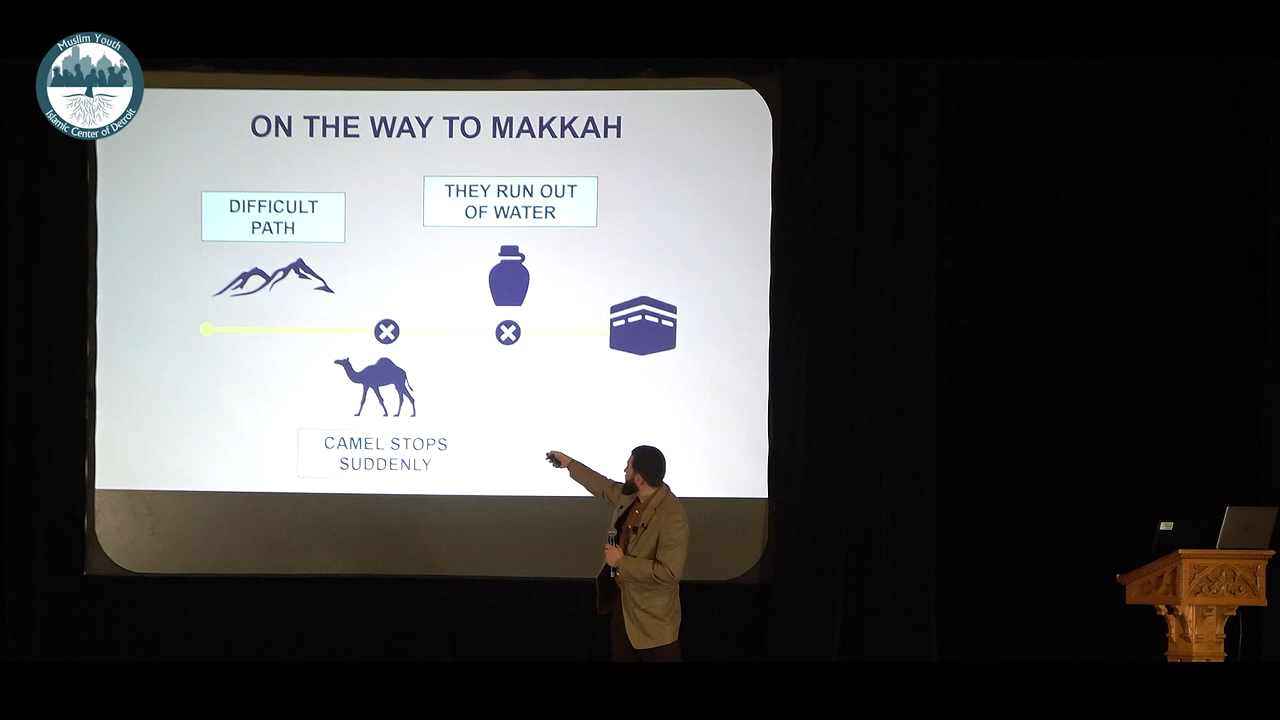 Muslim Youth
Islamic Center of Detroit
ON THE WAY TO MAKKAH
DIFFICULT
PATH
THEY RUN OUT
OF WATER
CAMEL STOPS
SUDDENLY